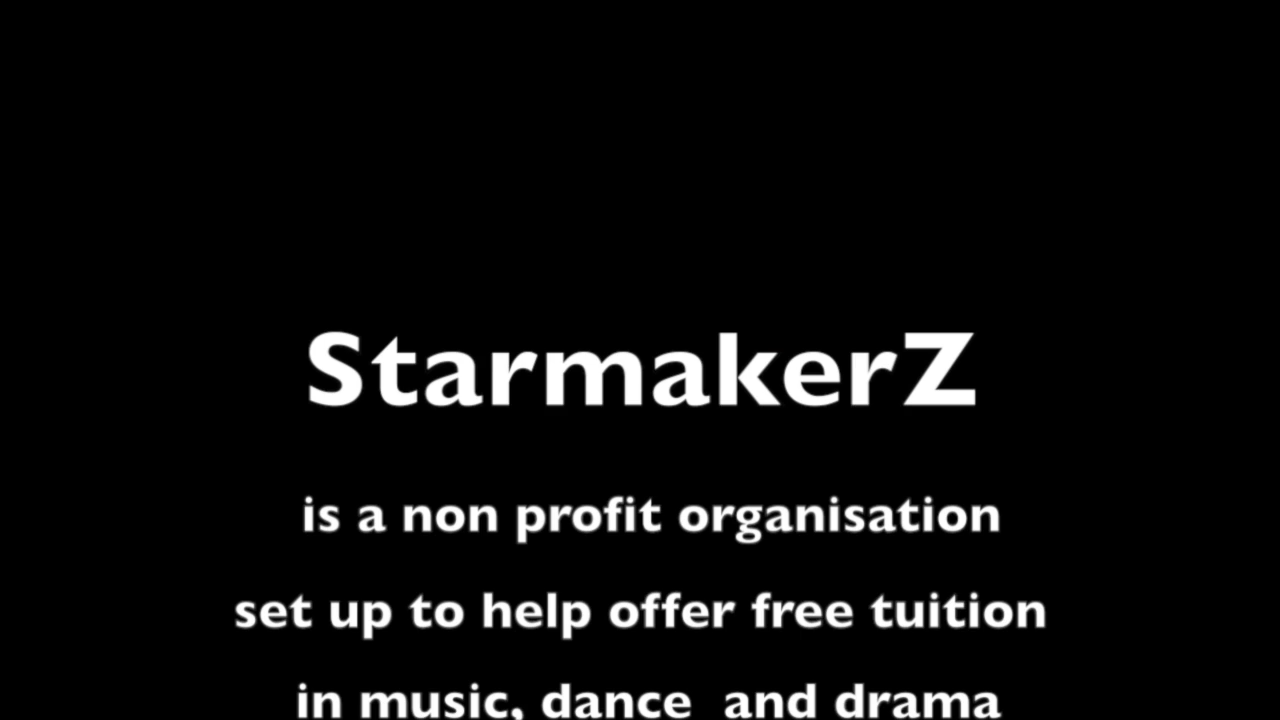 StarmakerZ
is a non profit organisation
set up to help offer free tuition
in music, dance  and drama